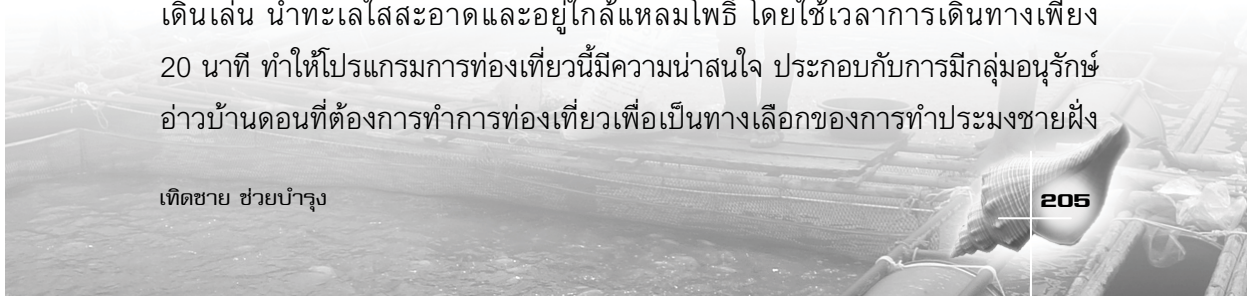 เดินเล่น น้ำทะเลใสสะอาดและอยู่ใกล้แหลมโพธิ์ โดยใช้เวลาการเดินทางเพียง
20 นาที ทำให้โปรแกรมการท่องเที่ยวนี้มีความน่าสนใจ ประกอบกับการมีกลุ่มอนุรักษ์
อ่าวบ้านดอนที่ต้องการทำการท่องเที่ยวเพื่อเป็นทางเลือกของการทำประมงชายฝั่ง
เทิดชาย ช่วยบำรุง
205